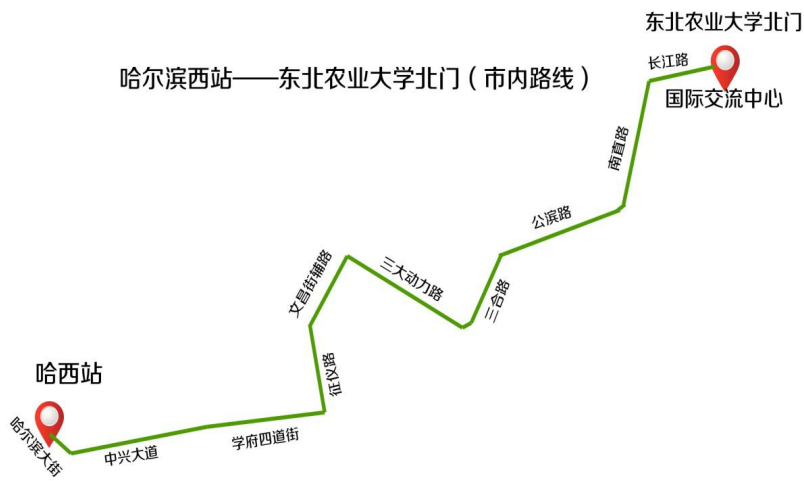 东北农业大学北门
长江路
哈尔滨西站——东北农业大学北门（市内路线）
国际交流中心
南直路
公滨路
文昌街辅路
三大动力路
三合路
征仪路
哈西站
哈尔滨大街
中兴大道
学府四道街